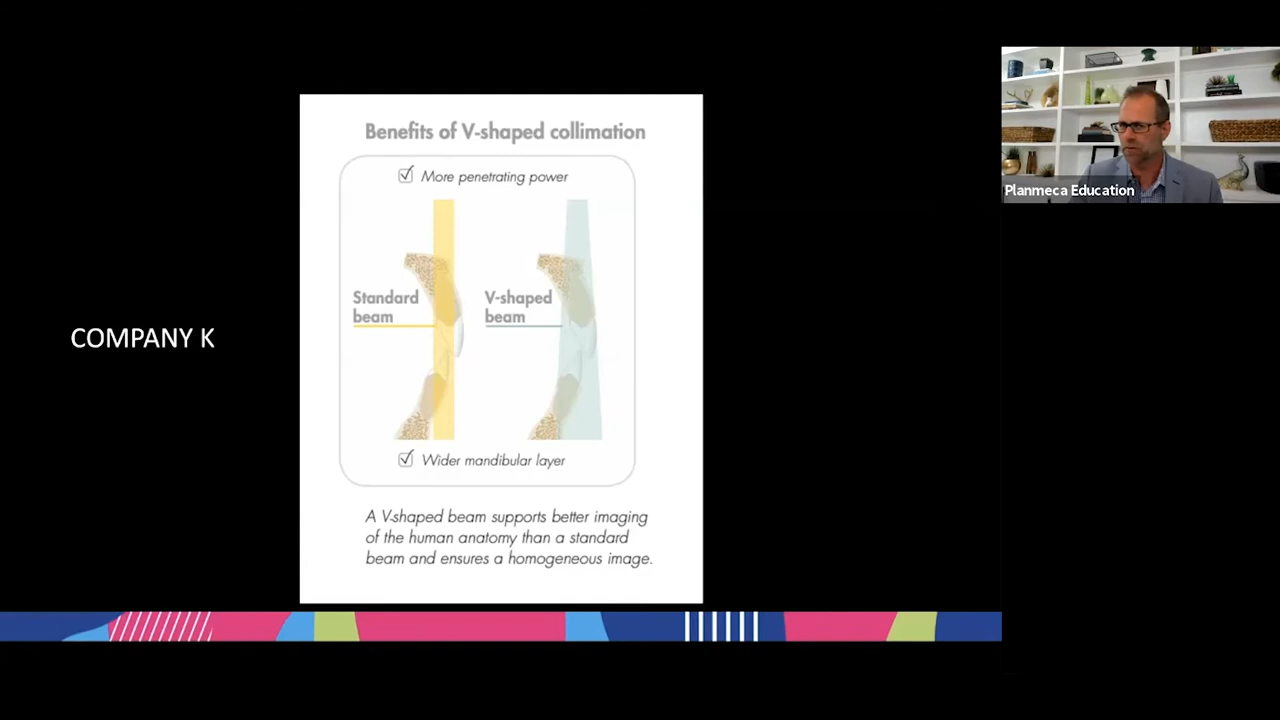 Benefits of V-shaped collimation
More penetrating power
Standard
beam
V-shaped
beam
Wider mandibular layer
A V-shaped beam supports better imaging
of the human anatomy than a standard
beam and ensures a homogeneous image.
COMPANY K
Planmeca Education